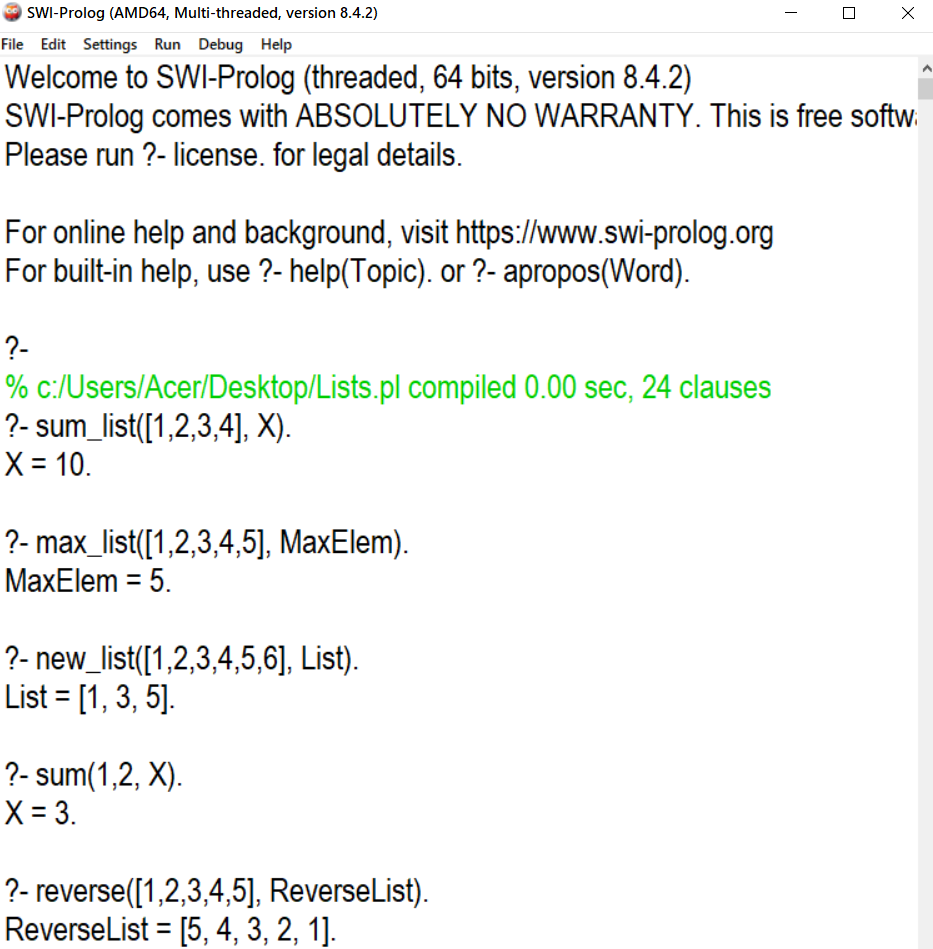 SWI-Prolog (AMD64, Multi-threaded, version 8.4.2)
File Edit Settings Run Debug Help
Welcome to SWI-Prolog (threaded, 64 bits, version 8.4.2)
SWI-Prolog comes with ABSOLUTELY NO WARRANTY. This is free softwa
Please run ?- license. for legal details.
For online help and background, visit https://www.swi-prolog.org
For built-in help, use ?- help(Topic). or ?- apropos(Word).
?-
% c:/Users/Acer/Desktop/Lists.pl compiled 0.00 sec, 24 clauses
?- sum_list([1,2,3,4], X).
X = 10.
?- max_list([1,2,3,4,5], MaxElem).
MaxElem = 5.
?- new_list([1,2,3,4,5,6], List).
List = [1, 3, 5].
?- sum(1,2, X).
X = 3.
?- reverse([1,2,3,4,5], ReverseList).
ReverseList = [5, 4, 3, 2, 1].